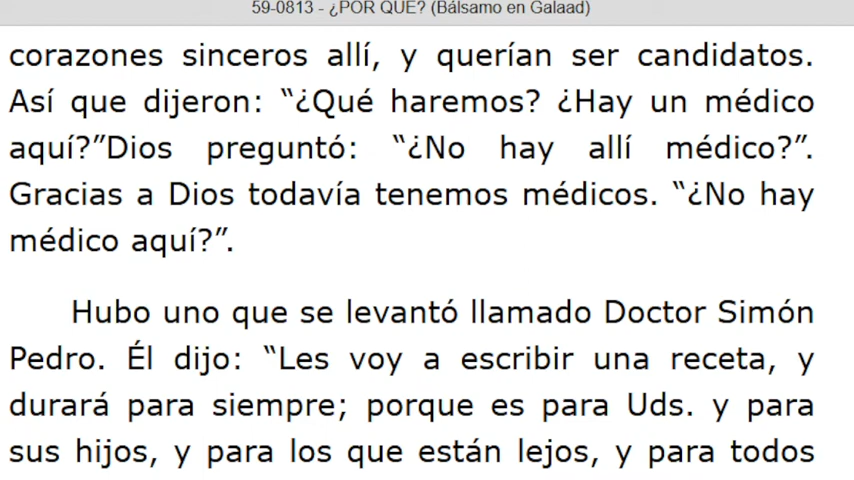 59-0813 - ¿POR QUE? (Bálsamo en Galaad)
corazones sinceros allí, y querían ser candidatos.
Así que dijeron: “¿Qué haremos? ¿Hay un médico
aquí?”Dios preguntó: “¿No hay allí médico?”.
Gracias a Dios todavía tenemos médicos. “¿No hay
médico aquí?”.
Hubo uno que se levantó llamado Doctor Simón
Pedro. Él dijo: “Les voy a escribir una receta, y
durará para siempre; porque es para Uds. y para
sus hijos, y para los que están lejos, y para todos